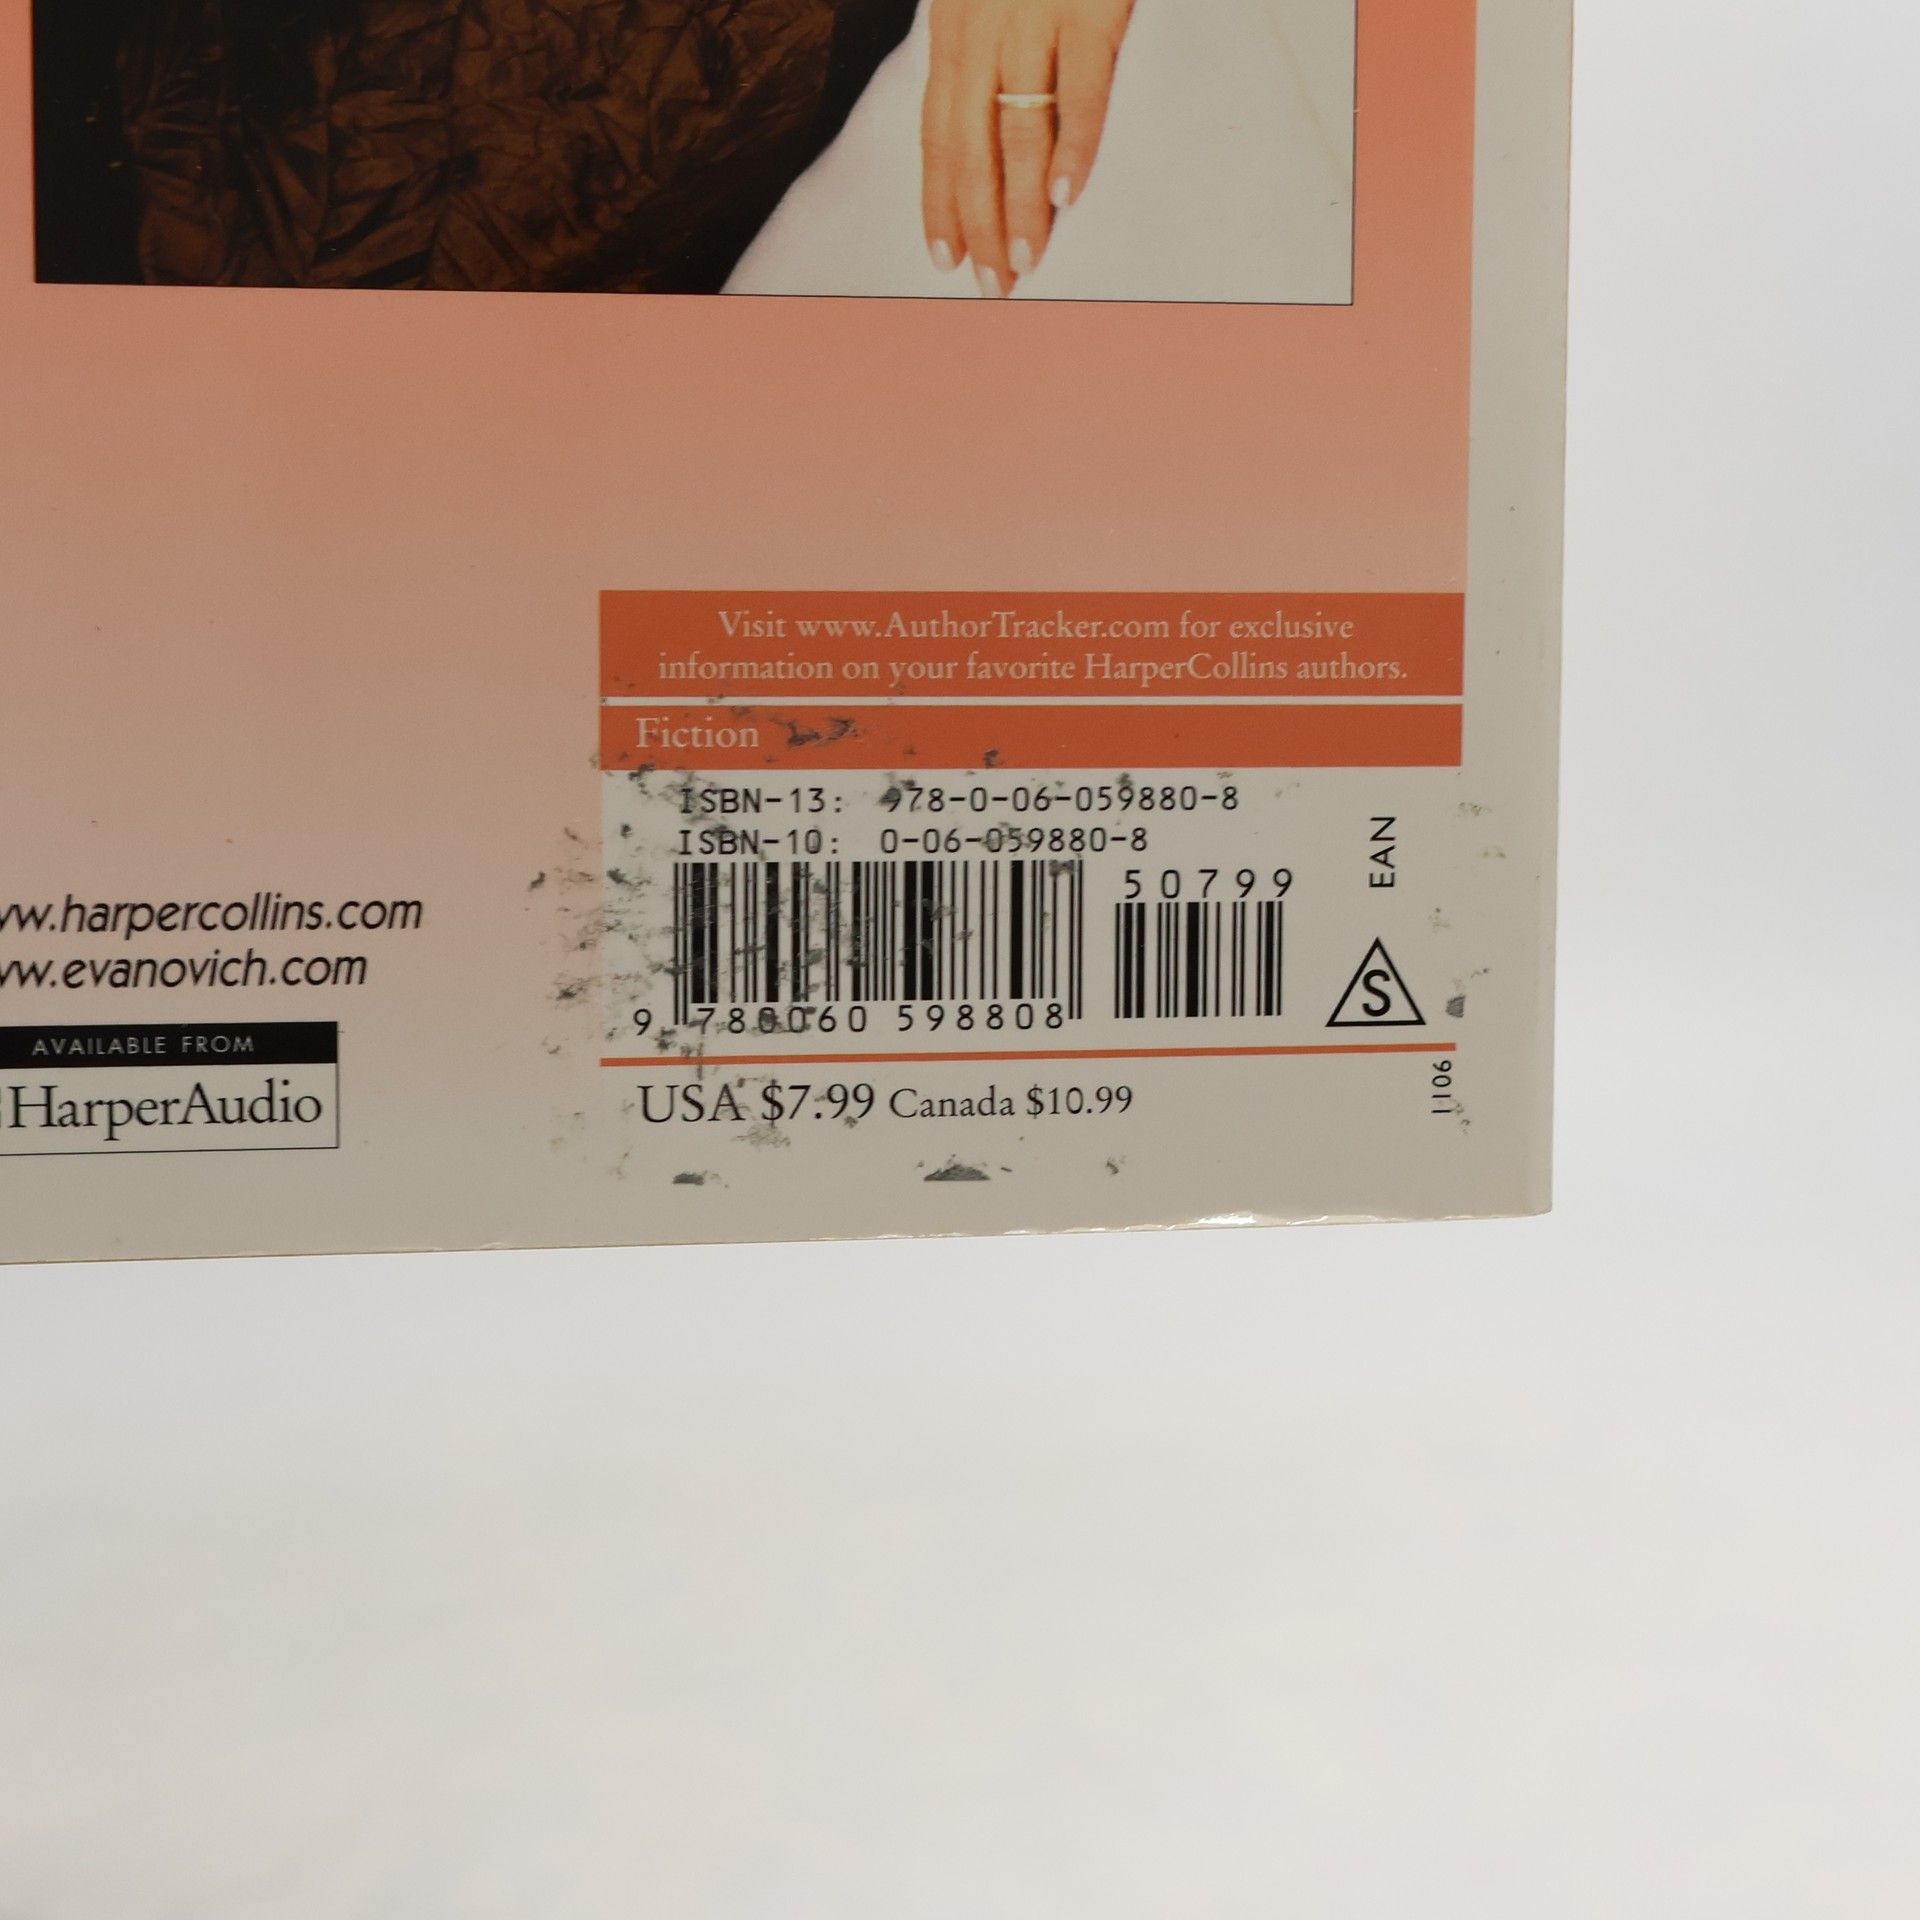 Visit www.AuthorTracker.com for exclusive
information on your favorite HarperCollins authors.
Fiction
ISBN-13: 978-0-06-059880-8
ISBN-10: 0-06-059880-8
50799
EAN
S
9 780060 598808
USA $7.99 Canada $10.99
1106
ww.harpercollins.com
ww.evanovich.com
AVAILABLE FROM
HarperAudio